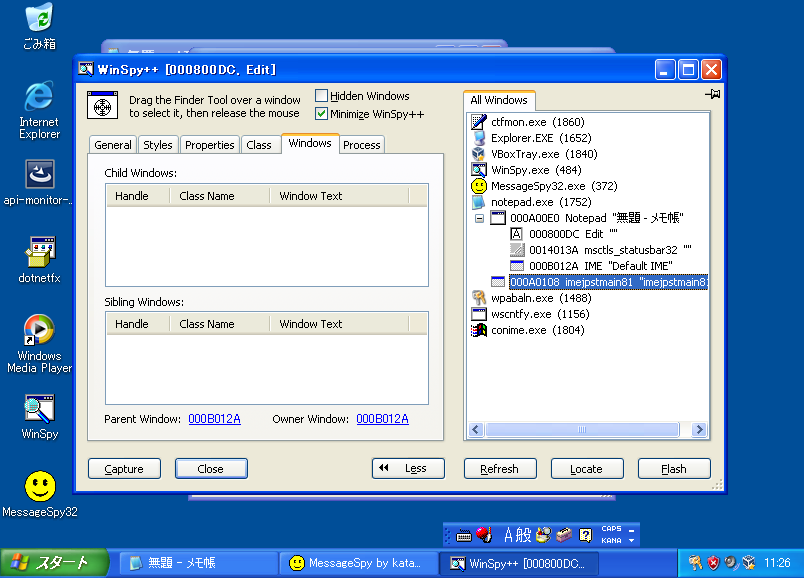 ごみ箱
Internet
Explorer
api-monitor-...
dotnetfx
Windows
Media Player
WinSpy
MessageSpy32
WinSpy++ [000800DC, Edit]
Drag the Finder Tool over a window
to select it, then release the mouse
Hidden Windows
Minimize WinSpy++
General Styles Properties Class Windows Process
Child Windows:
Handle Class Name Window Text
Sibling Windows:
Handle Class Name Window Text
Parent Window: 000B012A Owner Window: 000B012A
Capture Close Less
All Windows
ctfmon.exe (1860)
Explorer.EXE (1652)
VBoxTray.exe (1840)
WinSpy.exe (484)
MessageSpy32.exe (372)
notepad.exe (1752)
000A00E0 Notepad "無題 - メモ帳"
000800DC Edit ""
0014013A msctls_statusbar32 ""
000B012A IME "Default IME"
000A0108 imejpstmain81 "imejpstmain81
wpabaln.exe (1488)
wscntfy.exe (1156)
conime.exe (1804)
Refresh Locate Flash
A 般 CAPS
KANA
スタート 無題 - メモ帳 MessageSpy by kata... WinSpy++ [000800DC... 11:26